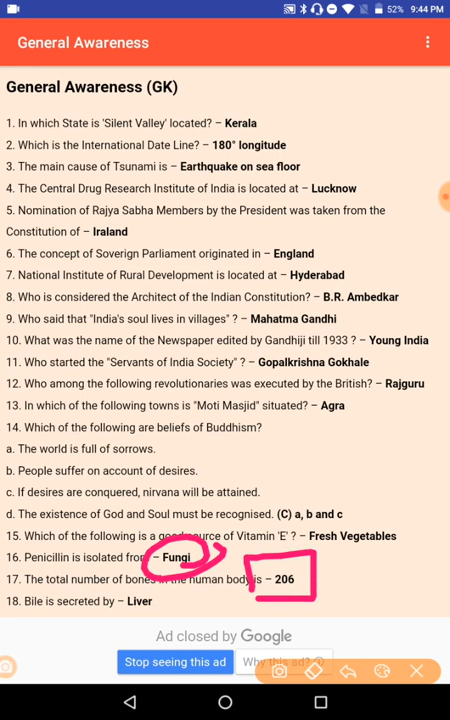 52% 9:44 PM
General Awareness
General Awareness (GK)
1. In which State is 'Silent Valley' located? – Kerala
2. Which is the International Date Line? – 180° longitude
3. The main cause of Tsunami is – Earthquake on sea floor
4. The Central Drug Research Institute of India is located at – Lucknow
5. Nomination of Rajya Sabha Members by the President was taken from the
Constitution of – Iraland
6. The concept of Soverign Parliament originated in – England
7. National Institute of Rural Development is located at – Hyderabad
8. Who is considered the Architect of the Indian Constitution? – B.R. Ambedkar
9. Who said that "India's soul lives in villages" ? – Mahatma Gandhi
10. What was the name of the Newspaper edited by Gandhiji till 1933 ? – Young India
11. Who started the "Servants of India Society" ? – Gopalkrishna Gokhale
12. Who among the following revolutionaries was executed by the British? – Rajguru
13. In which of the following towns is "Moti Masjid" situated? – Agra
14. Which of the following are beliefs of Buddhism?
a. The world is full of sorrows.
b. People suffer on account of desires.
c. If desires are conquered, nirvana will be attained.
d. The existence of God and Soul must be recognised. (C) a, b and c
15. Which of the following is a good source of Vitamin 'E' ? – Fresh Vegetables
16. Penicillin is isolated from – Fungi
17. The total number of bones in the human body is – 206
18. Bile is secreted by – Liver
Ad closed by Google
Stop seeing this ad Why this ad?